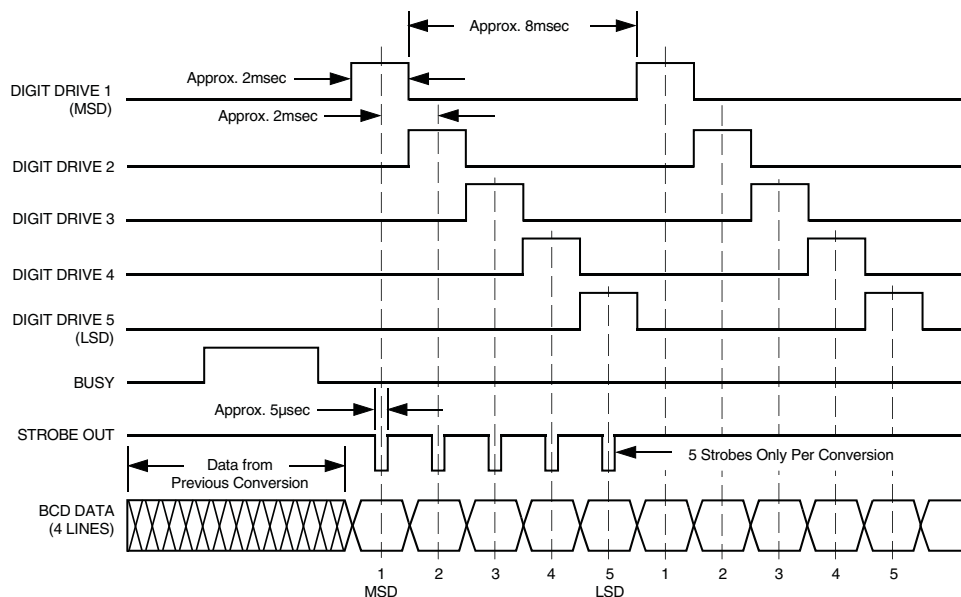 Approx. 8msec
Approx. 2msec
DIGIT DRIVE 1
(MSD)
Approx. 2msec
DIGIT DRIVE 2
DIGIT DRIVE 3
DIGIT DRIVE 4
DIGIT DRIVE 5
(LSD)
BUSY
Approx. 5μsec
STROBE OUT
Data from
Previous Conversion
5 Strobes Only Per Conversion
BCD DATA
(4 LINES)
1 2 3 4 5 1 2 3 4 5
MSD LSD